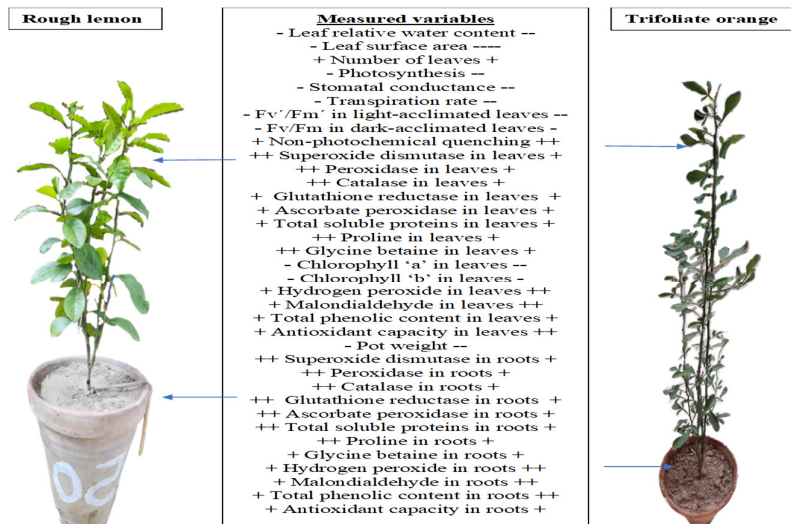 Rough lemon
Measured variables
- Leaf relative water content --
- Leaf surface area ----
+ Number of leaves +
- Photosynthesis --
- Stomatal conductance --
- Transpiration rate --
- Fv´/Fm´ in light-acclimated leaves --
- Fv/Fm in dark-acclimated leaves -
+ Non-photochemical quenching ++
++ Superoxide dismutase in leaves +
++ Peroxidase in leaves +
++ Catalase in leaves +
+ Glutathione reductase in leaves +
+ Ascorbate peroxidase in leaves +
+ Total soluble proteins in leaves +
++ Proline in leaves +
++ Glycine betaine in leaves +
- Chlorophyll ‘a’ in leaves --
- Chlorophyll ‘b’ in leaves -
+ Hydrogen peroxide in leaves ++
+ Malondialdehyde in leaves ++
+ Total phenolic content in leaves +
+ Antioxidant capacity in leaves ++
- Pot weight --
++ Superoxide dismutase in roots +
++ Peroxidase in roots +
++ Catalase in roots +
++ Glutathione reductase in roots +
++ Ascorbate peroxidase in roots +
++ Total soluble proteins in roots +
++ Proline in roots +
+ Glycine betaine in roots +
+ Hydrogen peroxide in roots ++
+ Malondialdehyde in roots ++
+ Total phenolic content in roots ++
+ Antioxidant capacity in roots +
Trifoliate orange